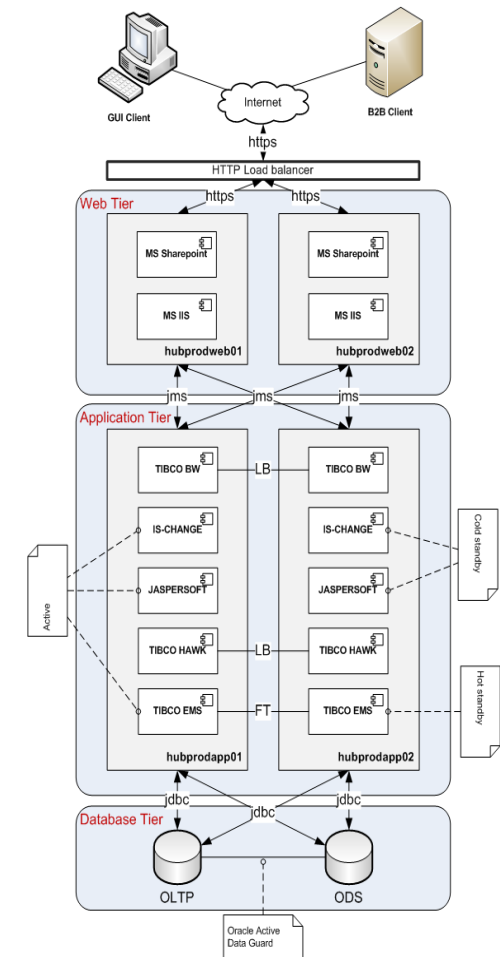 GUI Client
Internet
B2B Client
https
HTTP Load balancer
https
https
Web Tier
MS Sharepoint
MS Sharepoint
MS IIS
MS IIS
hubprodweb01
hubprodweb02
jms
jms
jms
Application Tier
TIBCO BW
LB
TIBCO BW
IS-CHANGE
IS-CHANGE
Cold standby
Active
JASPERSOFT
JASPERSOFT
TIBCO HAWK
LB
TIBCO HAWK
TIBCO EMS
FT
TIBCO EMS
Hot standby
hubprodapp01
hubprodapp02
jdbc
jdbc
jdbc
Database Tier
OLTP
ODS
Oracle Active
Data Guard